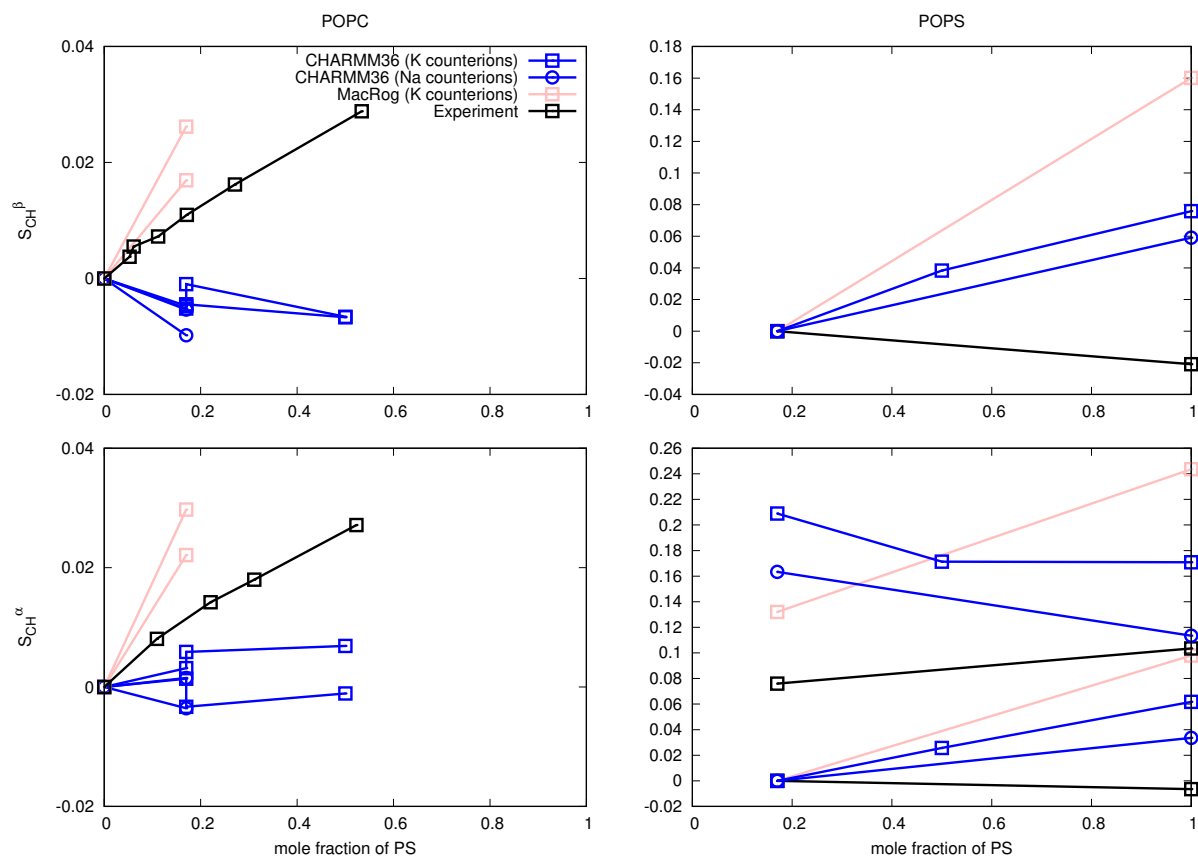 POPC
POPS
0.04
0.02
0
-0.02
S_CH^β
CHARMM36 (K counterions)
CHARMM36 (Na counterions)
MacRog (K counterions)
Experiment
0 0.2 0.4 0.6 0.8 1
0.18
0.16
0.14
0.12
0.1
0.08
0.06
0.04
0.02
0
-0.02
-0.04
0 0.2 0.4 0.6 0.8 1
0.04
0.02
0
-0.02
S_CH^α
0 0.2 0.4 0.6 0.8 1
mole fraction of PS
0.26
0.24
0.22
0.2
0.18
0.16
0.14
0.12
0.1
0.08
0.06
0.04
0.02
0
-0.02
0 0.2 0.4 0.6 0.8 1
mole fraction of PS